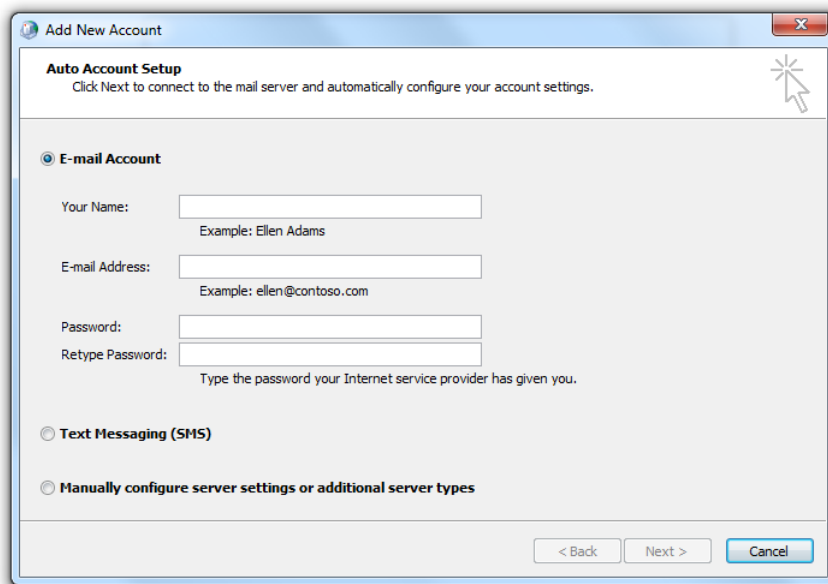 Add New Account
Auto Account Setup
Click Next to connect to the mail server and automatically configure your account settings.
E-mail Account
Your Name:
Example: Ellen Adams
E-mail Address:
Example: ellen@contoso.com
Password:
Retype Password:
Type the password your Internet service provider has given you.
Text Messaging (SMS)
Manually configure server settings or additional server types
< Back Next > Cancel